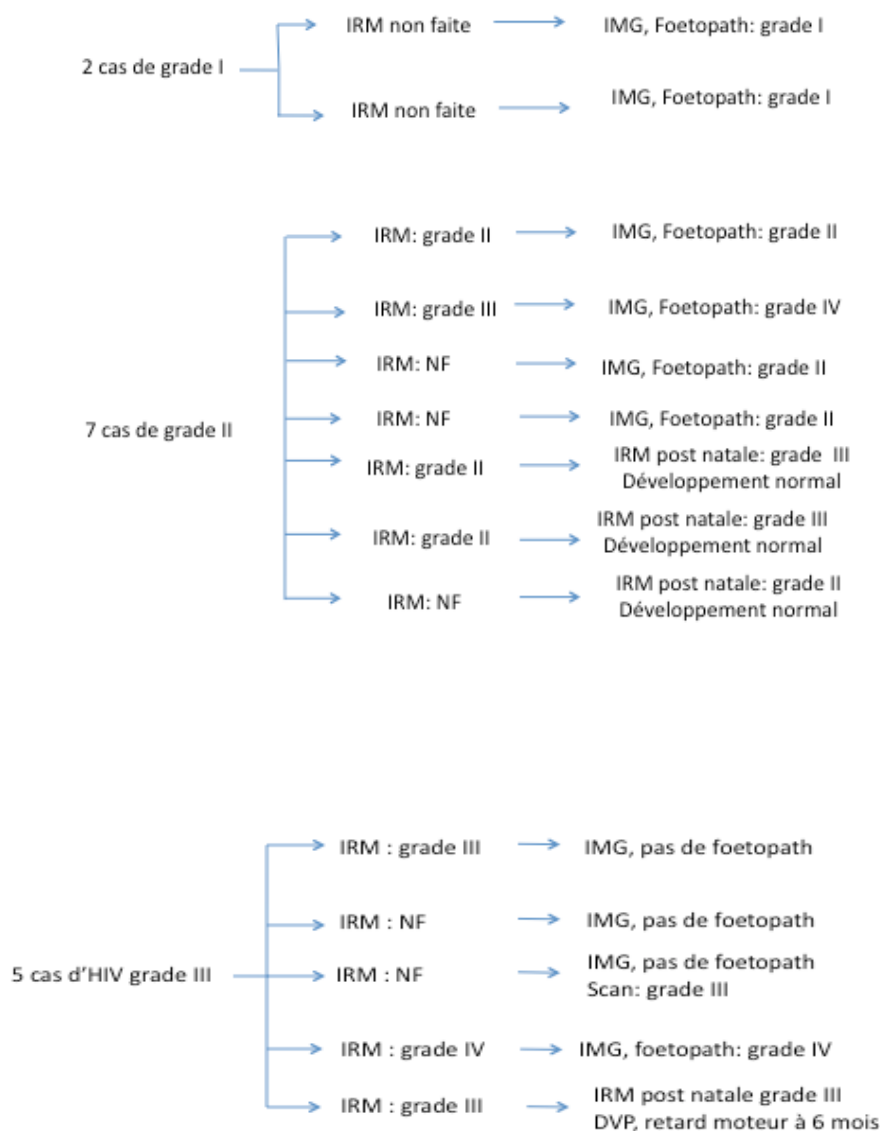 IRM non faite
IMG, Foetopath: grade I
2 cas de grade I
IRM non faite
IMG, Foetopath: grade I
IRM: grade II
IMG, Foetopath: grade II
IRM: grade III
IMG, Foetopath: grade IV
IRM: NF
IMG, Foetopath: grade II
7 cas de grade II
IRM: NF
IMG, Foetopath: grade II
IRM: grade II
IRM post natale: grade III
Développement normal
IRM: grade II
IRM post natale: grade III
Développement normal
IRM: NF
IRM post natale: grade II
Développement normal
IRM : grade III
IMG, pas de foetopath
IRM : NF
IMG, pas de foetopath
5 cas d'HIV grade III
IRM : NF
IMG, pas de foetopath
Scan: grade III
IRM : grade IV
IMG, foetopath: grade IV
IRM : grade III
IRM post natale grade III
DVP, retard moteur à 6 mois